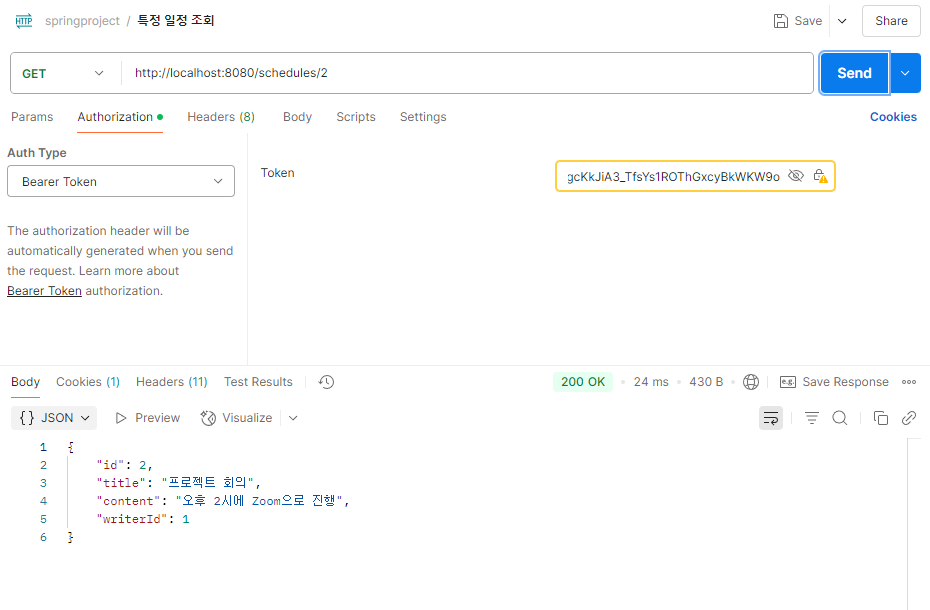 HTTP springproject / 특정 일정 조회 Save Share
GET http://localhost:8080/schedules/2 Send
Params Authorization Headers (8) Body Scripts Settings Cookies
Auth Type
Bearer Token
Token gcKkJiA3_TfsYs1ROThGxcyBkWKW9o
The authorization header will be
automatically generated when you send
the request. Learn more about
Bearer Token authorization.
Body Cookies (1) Headers (11) Test Results 200 OK 24 ms 430 B e.g. Save Response
{} JSON Preview Visualize
1 {
2 "id": 2,
3 "title": "프로젝트 회의",
4 "content": "오후 2시에 Zoom으로 진행",
5 "writerId": 1
6 }